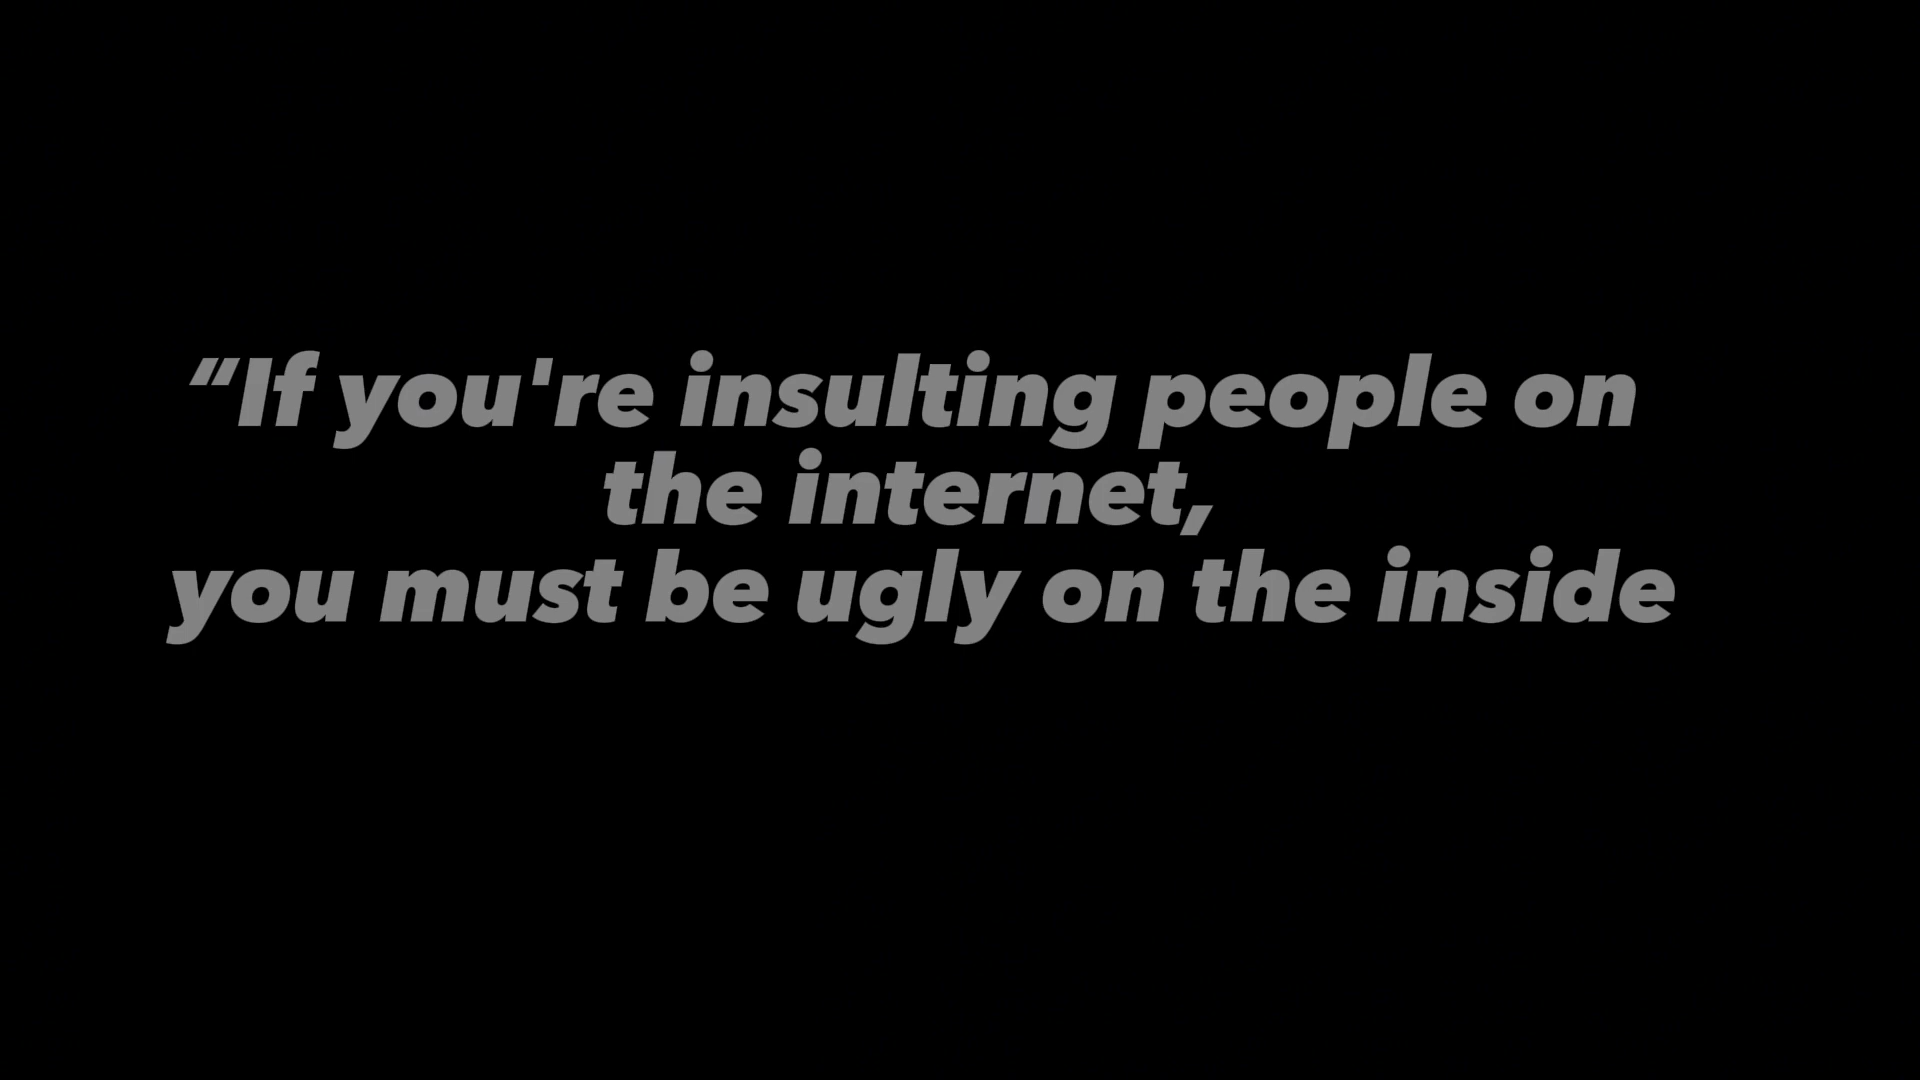 “If you're insulting people on
the internet,
you must be ugly on the inside